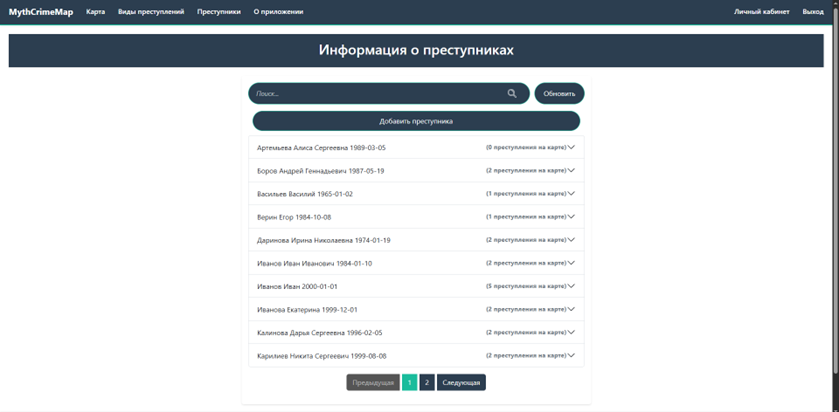 MythCrimeMap Карта Виды преступлений Преступники О приложении Личный кабинет Выход
Информация о преступниках
Поиск... Обновить
Добавить преступника
Артемьева Алиса Сергеевна 1989-03-05 (0 преступления на карте)
Боров Андрей Геннадьевич 1987-05-19 (2 преступления на карте)
Васильев Василий 1965-01-02 (1 преступления на карте)
Верин Егор 1984-10-08 (1 преступления на карте)
Даринова Ирина Николаевна 1974-01-19 (2 преступления на карте)
Иванов Иван Иванович 1984-01-10 (2 преступления на карте)
Иванов Иван 2000-01-01 (5 преступления на карте)
Иванова Екатерина 1999-12-01 (2 преступления на карте)
Калинова Дарья Сергеевна 1996-02-05 (2 преступления на карте)
Карилиев Никита Сергеевич 1999-08-08 (2 преступления на карте)
Предыдущая 1 2 Следующая